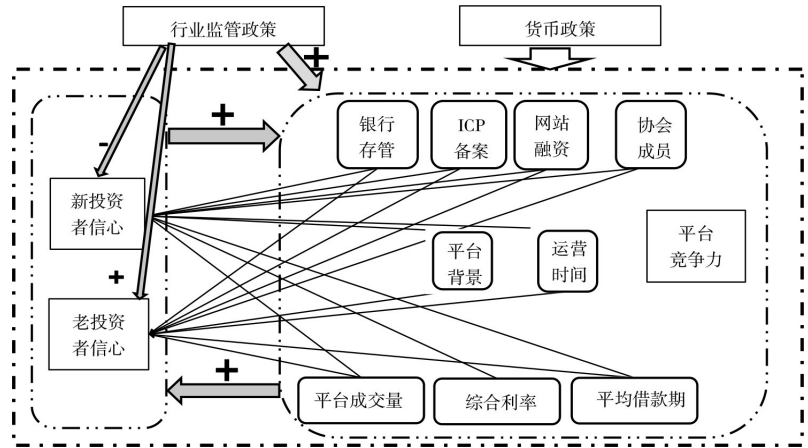 行业监管政策
货币政策
+
+
-
银行
存管
ICP
备案
网站
融资
协会
成员
新投资
者信心
平台
背景
运营
时间
平台
竞争力
+
老投资
者信心
+
平台成交量
综合利率
平均借款期